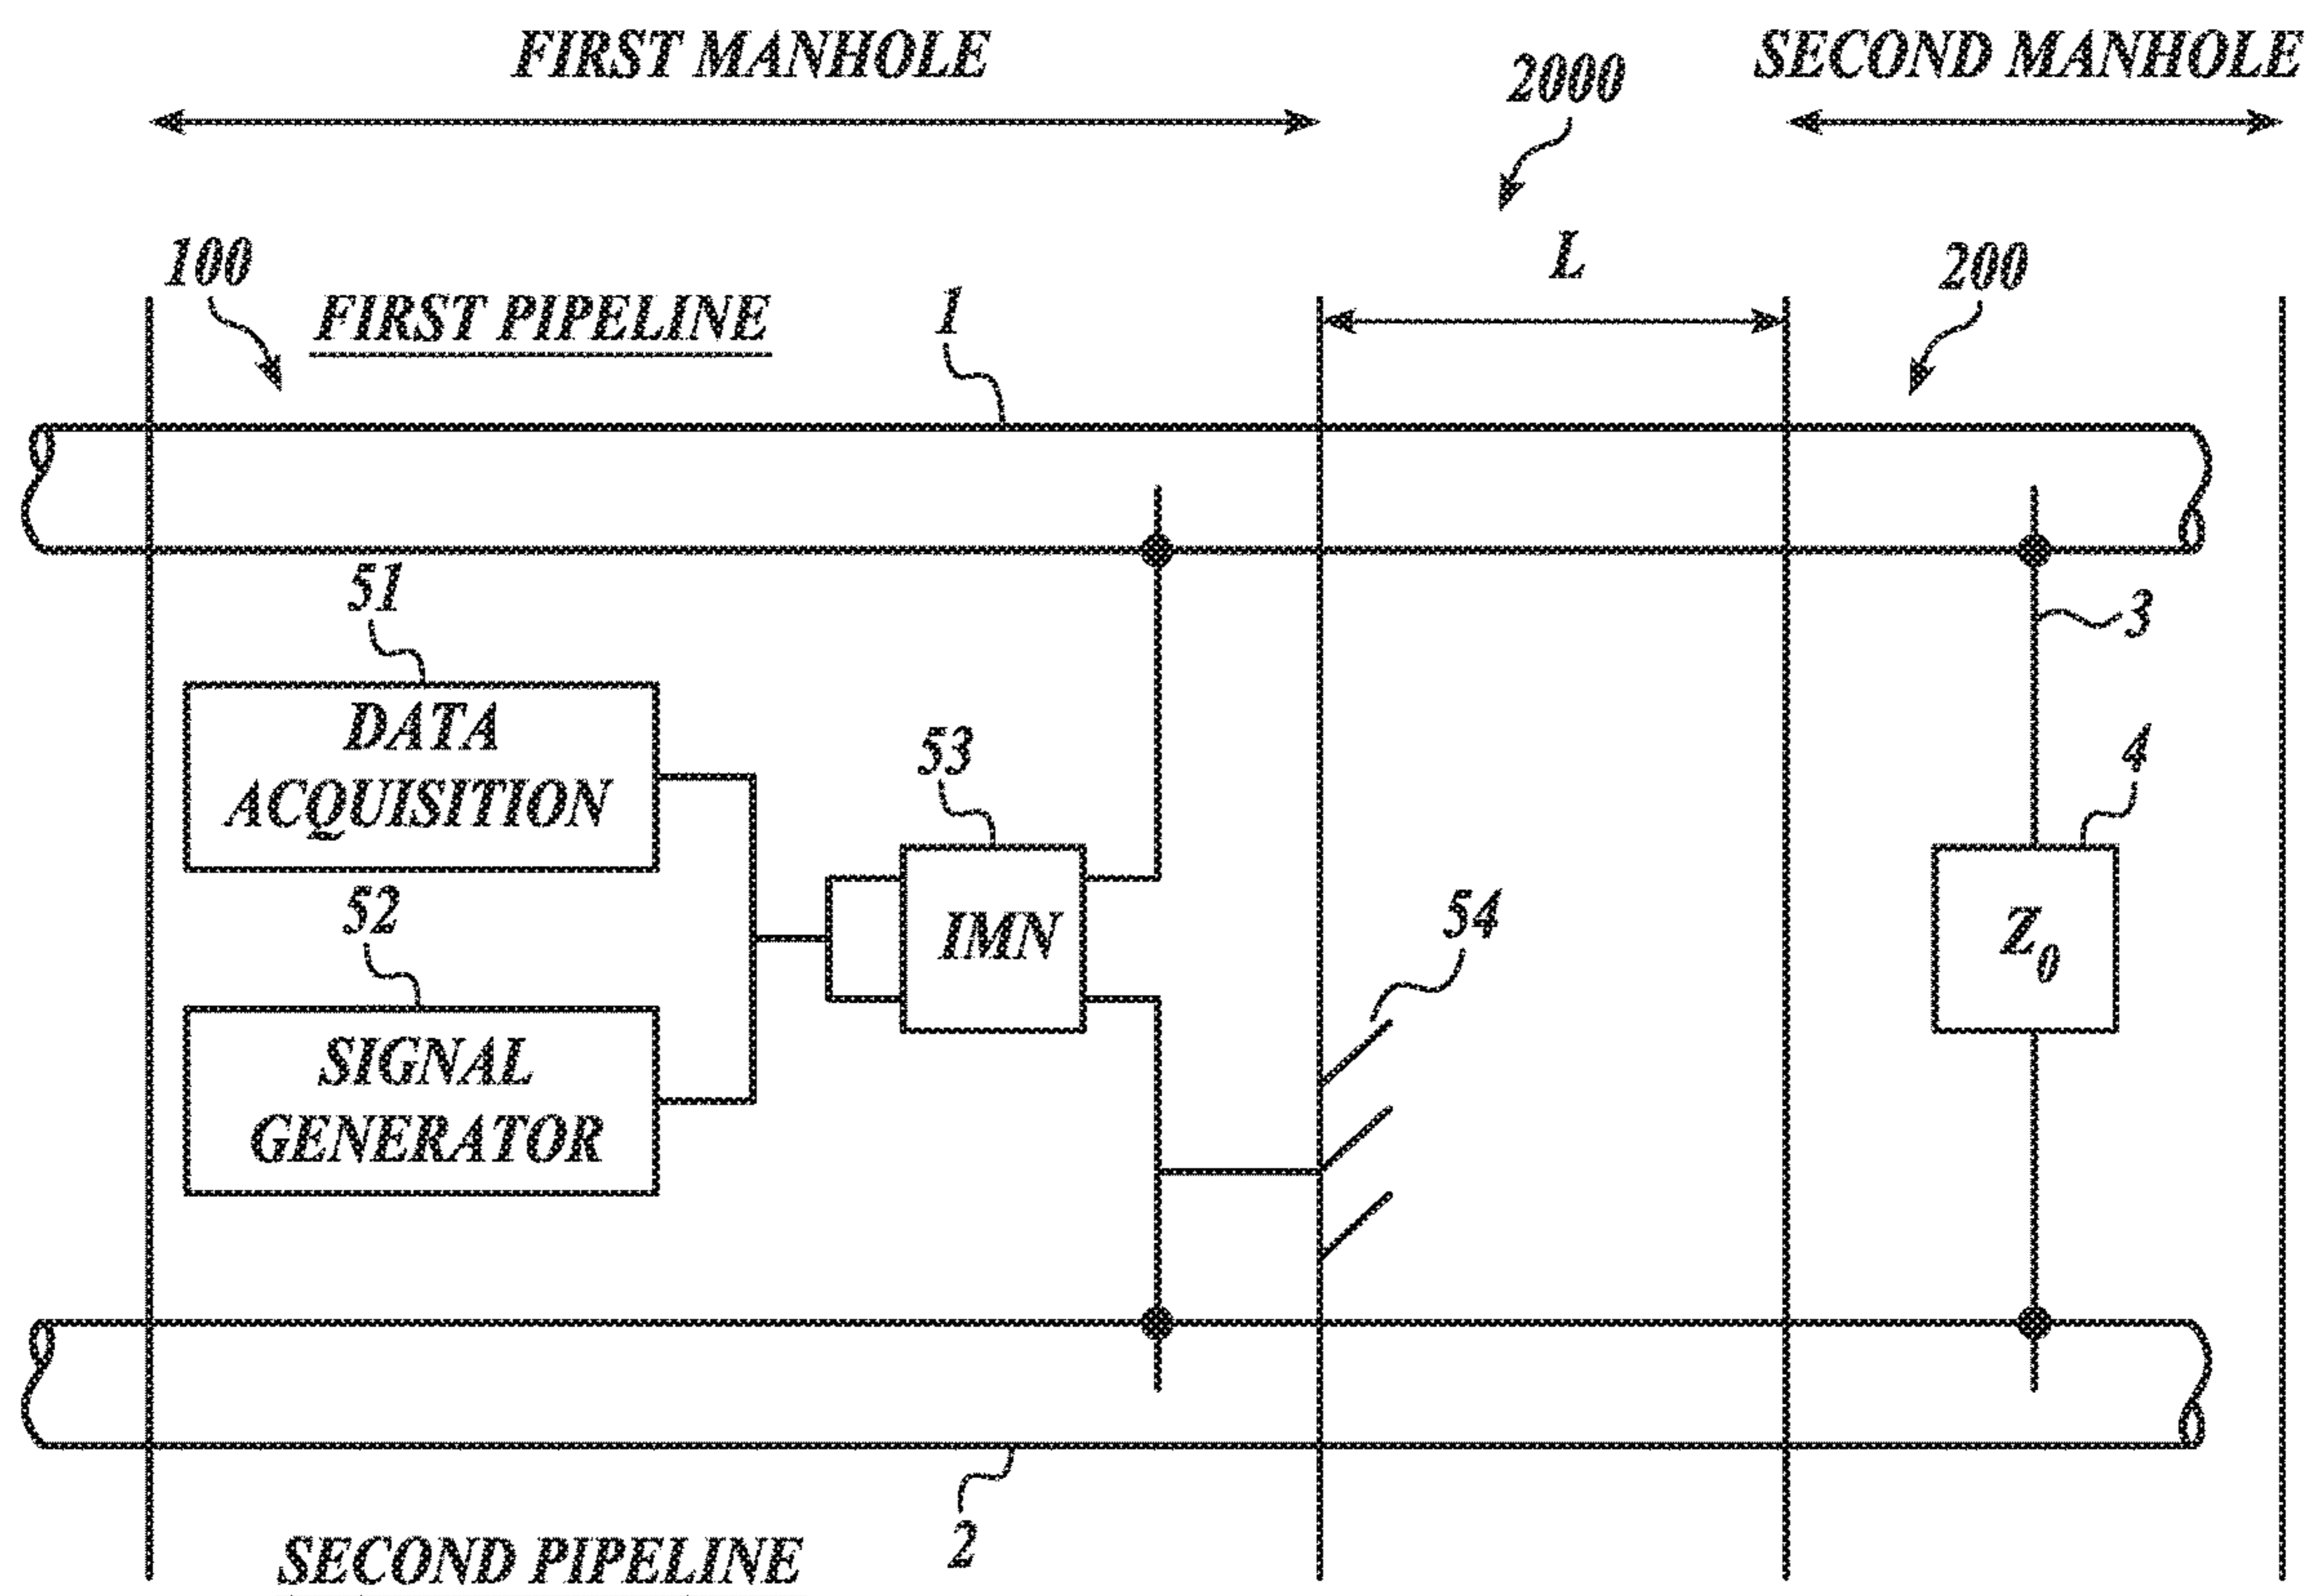 FIRST MANHOLE
2000
SECOND MANHOLE
100
FIRST PIPELINE
1
L
200
51
3
DATA
ACQUISITION
53
4
52
IMN
54
Z0
SIGNAL
GENERATOR
2
SECOND PIPELINE